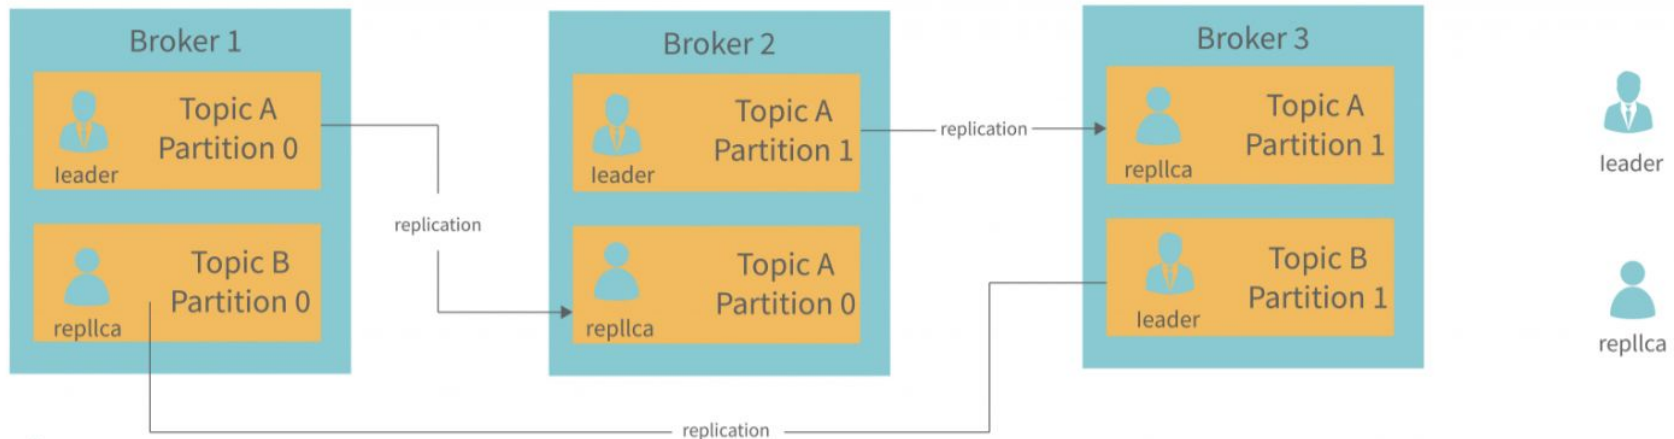 Broker 1
Topic A
Partition 0
leader
Topic B
Partition 0
repllca
replication
Broker 2
Topic A
Partition 1
leader
Topic A
Partition 0
repllca
replication
Broker 3
Topic A
Partition 1
repllca
Topic B
Partition 1
leader
replication
leader
repllca